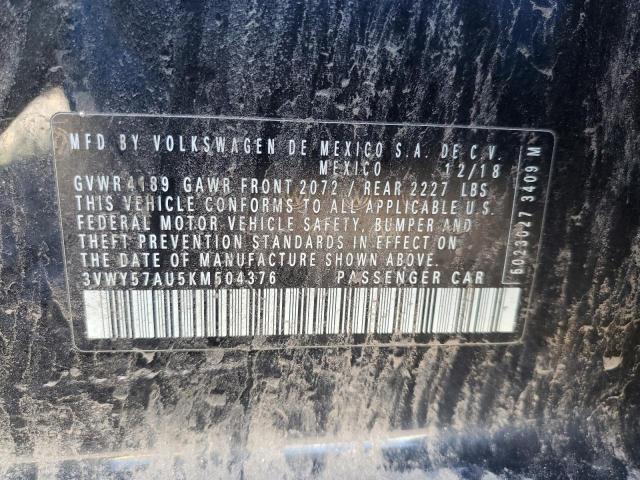 MFD BY VOLKSWAGEN DE MEXICO S.A. DE C.V.
MEXICO 12/18
GVWR 4189 GAWR FRONT 2072 / REAR 2227 LBS
THIS VEHICLE CONFORMS TO ALL APPLICABLE U.S.
FEDERAL MOTOR VEHICLE SAFETY, BUMPER AND
THEFT PREVENTION STANDARDS IN EFFECT ON
THE DATE OF MANUFACTURE SHOWN ABOVE.
3VWY57AU5KM504376 PASSENGER CAR
5023027 3409 M